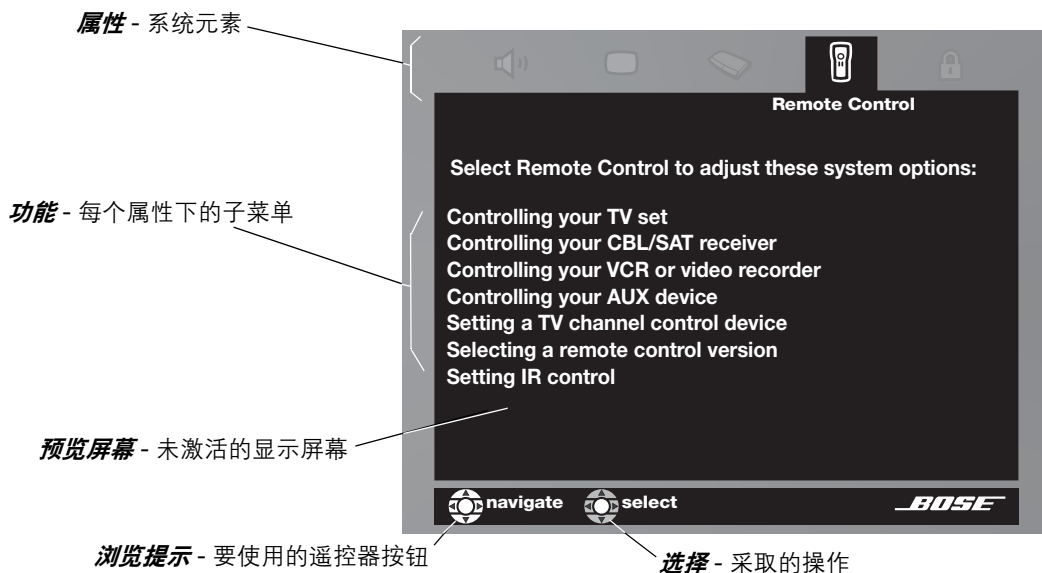 属性 - 系统元素
Remote Control
Select Remote Control to adjust these system options:
功能 - 每个属性下的子菜单
Controlling your TV set
Controlling your CBL/SAT receiver
Controlling your VCR or video recorder
Controlling your AUX device
Setting a TV channel control device
Selecting a remote control version
Setting IR control
预览屏幕 - 未激活的显示屏幕
navigate
select
BOSE
浏览提示 - 要使用的遥控器按钮
选择 - 采取的操作